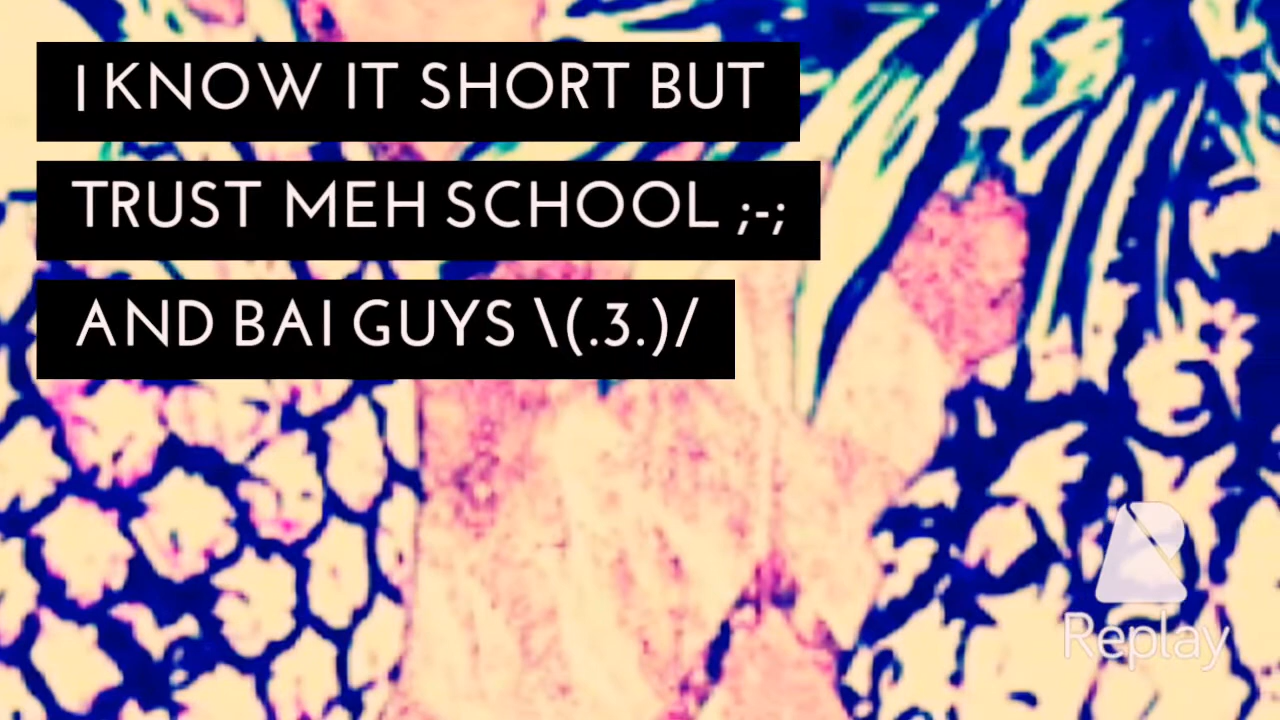 I KNOW IT SHORT BUT
TRUST MEH SCHOOL ;-;
AND BAI GUYS \(.3.)/
Replay